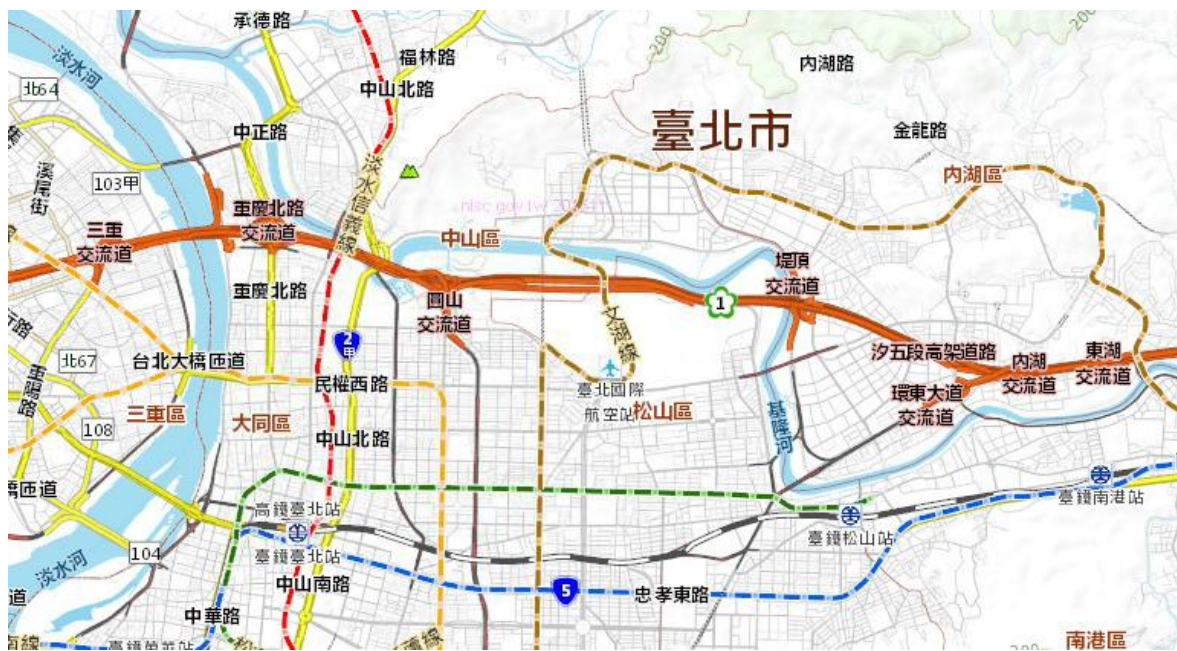 承德路
福林路
淡水河
北64
中山北路
內湖路
臺北市
金龍路
中正路
溪尾街
103甲
淡水信義線
內湖區
重慶北路
交流道
三重
交流道
中山區
堤頂
交流道
重慶北路
圓山
交流道
1
2
甲
文湖線
汐五段高架道路
內湖
交流道
東湖
交流道
北67
台北大橋匝道
民權西路
臺北國際
航空站
環東大道
交流道
重陽路
三重區
大同區
松山區
108
中山北路
基隆河
橋匝道
高鐵臺北站
臺鐵南港站
臺鐵臺北站
臺鐵松山站
104
淡水河
中山南路
5
忠孝東路
道
中華路
南港區
200
200